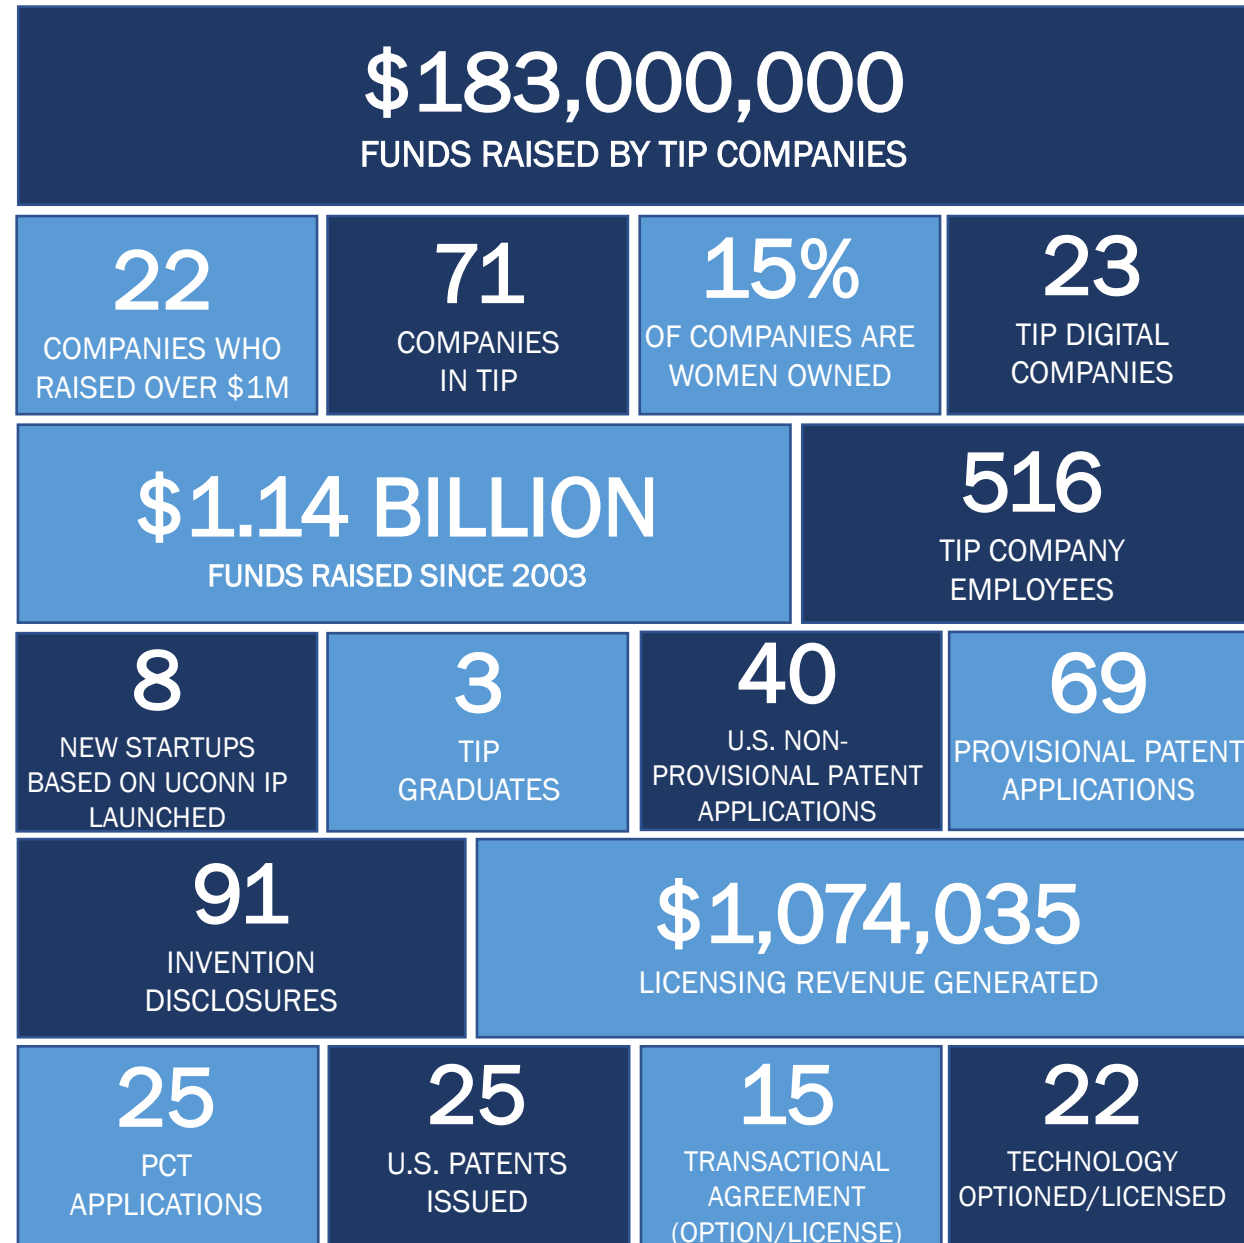 $183,000,000
FUNDS RAISED BY TIP COMPANIES
22
COMPANIES WHO
RAISED OVER $1M
71
COMPANIES
IN TIP
15%
OF COMPANIES ARE
WOMEN OWNED
23
TIP DIGITAL
COMPANIES
$1.14 BILLION
FUNDS RAISED SINCE 2003
516
TIP COMPANY
EMPLOYEES
8
NEW STARTUPS
BASED ON UCONN IP
LAUNCHED
3
TIP
GRADUATES
40
U.S. NON-
PROVISIONAL PATENT
APPLICATIONS
69
PROVISIONAL PATENT
APPLICATIONS
91
INVENTION
DISCLOSURES
$1,074,035
LICENSING REVENUE GENERATED
25
PCT
APPLICATIONS
25
U.S. PATENTS
ISSUED
15
TRANSACTIONAL
AGREEMENT
(OPTION/LICENSE)
22
TECHNOLOGY
OPTIONED/LICENSED